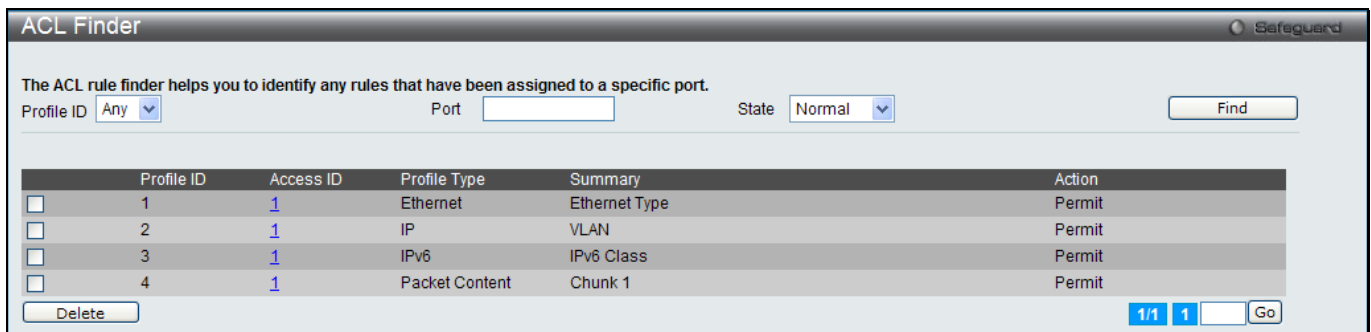 ACL Finder Safeguard
The ACL rule finder helps you to identify any rules that have been assigned to a specific port.
Profile ID Any Port State Normal Find
Profile ID Access ID Profile Type Summary Action
1 1 Ethernet Ethernet Type Permit
2 1 IP VLAN Permit
3 1 IPv6 IPv6 Class Permit
4 1 Packet Content Chunk 1 Permit
Delete 1/1 1 Go